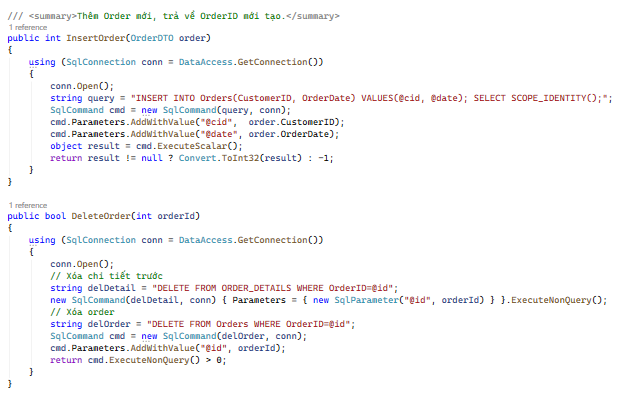 /// <summary>Thêm Order mới, trả về OrderID mới tạo.</summary>
1 reference
public int InsertOrder(OrderDTO order)
{
    using (SqlConnection conn = DataAccess.GetConnection())
    {
        conn.Open();
        string query = "INSERT INTO Orders(CustomerID, OrderDate) VALUES(@cid, @date); SELECT SCOPE_IDENTITY();";
        SqlCommand cmd = new SqlCommand(query, conn);
        cmd.Parameters.AddWithValue("@cid",  order.CustomerID);
        cmd.Parameters.AddWithValue("@date", order.OrderDate);
        object result = cmd.ExecuteScalar();
        return result != null ? Convert.ToInt32(result) : -1;
    }
}
1 reference
public bool DeleteOrder(int orderId)
{
    using (SqlConnection conn = DataAccess.GetConnection())
    {
        conn.Open();
        // Xóa chi tiết trước
        string delDetail = "DELETE FROM ORDER_DETAILS WHERE OrderID=@id";
        new SqlCommand(delDetail, conn) { Parameters = { new SqlParameter("@id", orderId) } }.ExecuteNonQuery();
        // Xóa order
        string delOrder = "DELETE FROM Orders WHERE OrderID=@id";
        SqlCommand cmd = new SqlCommand(delOrder, conn);
        cmd.Parameters.AddWithValue("@id", orderId);
        return cmd.ExecuteNonQuery() > 0;
    }
}